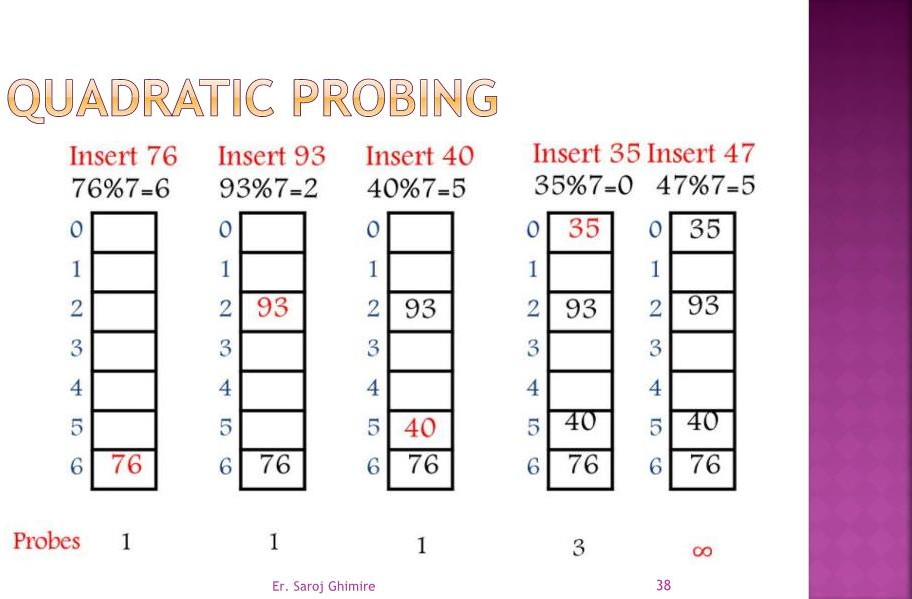 QUADRATIC PROBING
Insert 76 Insert 93 Insert 40 Insert 35 Insert 47
76%7=6 93%7=2 40%7=5 35%7=0 47%7=5
0 0 0 0 35 0 35
1 1 1 1 1
2 2 93 2 93 2 93 2 93
3 3 3 3 3
4 4 4 4 4
5 5 5 40 5 40 5 40
6 76 6 76 6 76 6 76 6 76
Probes 1 1 1 3 ∞
Er. Saroj Ghimire 38